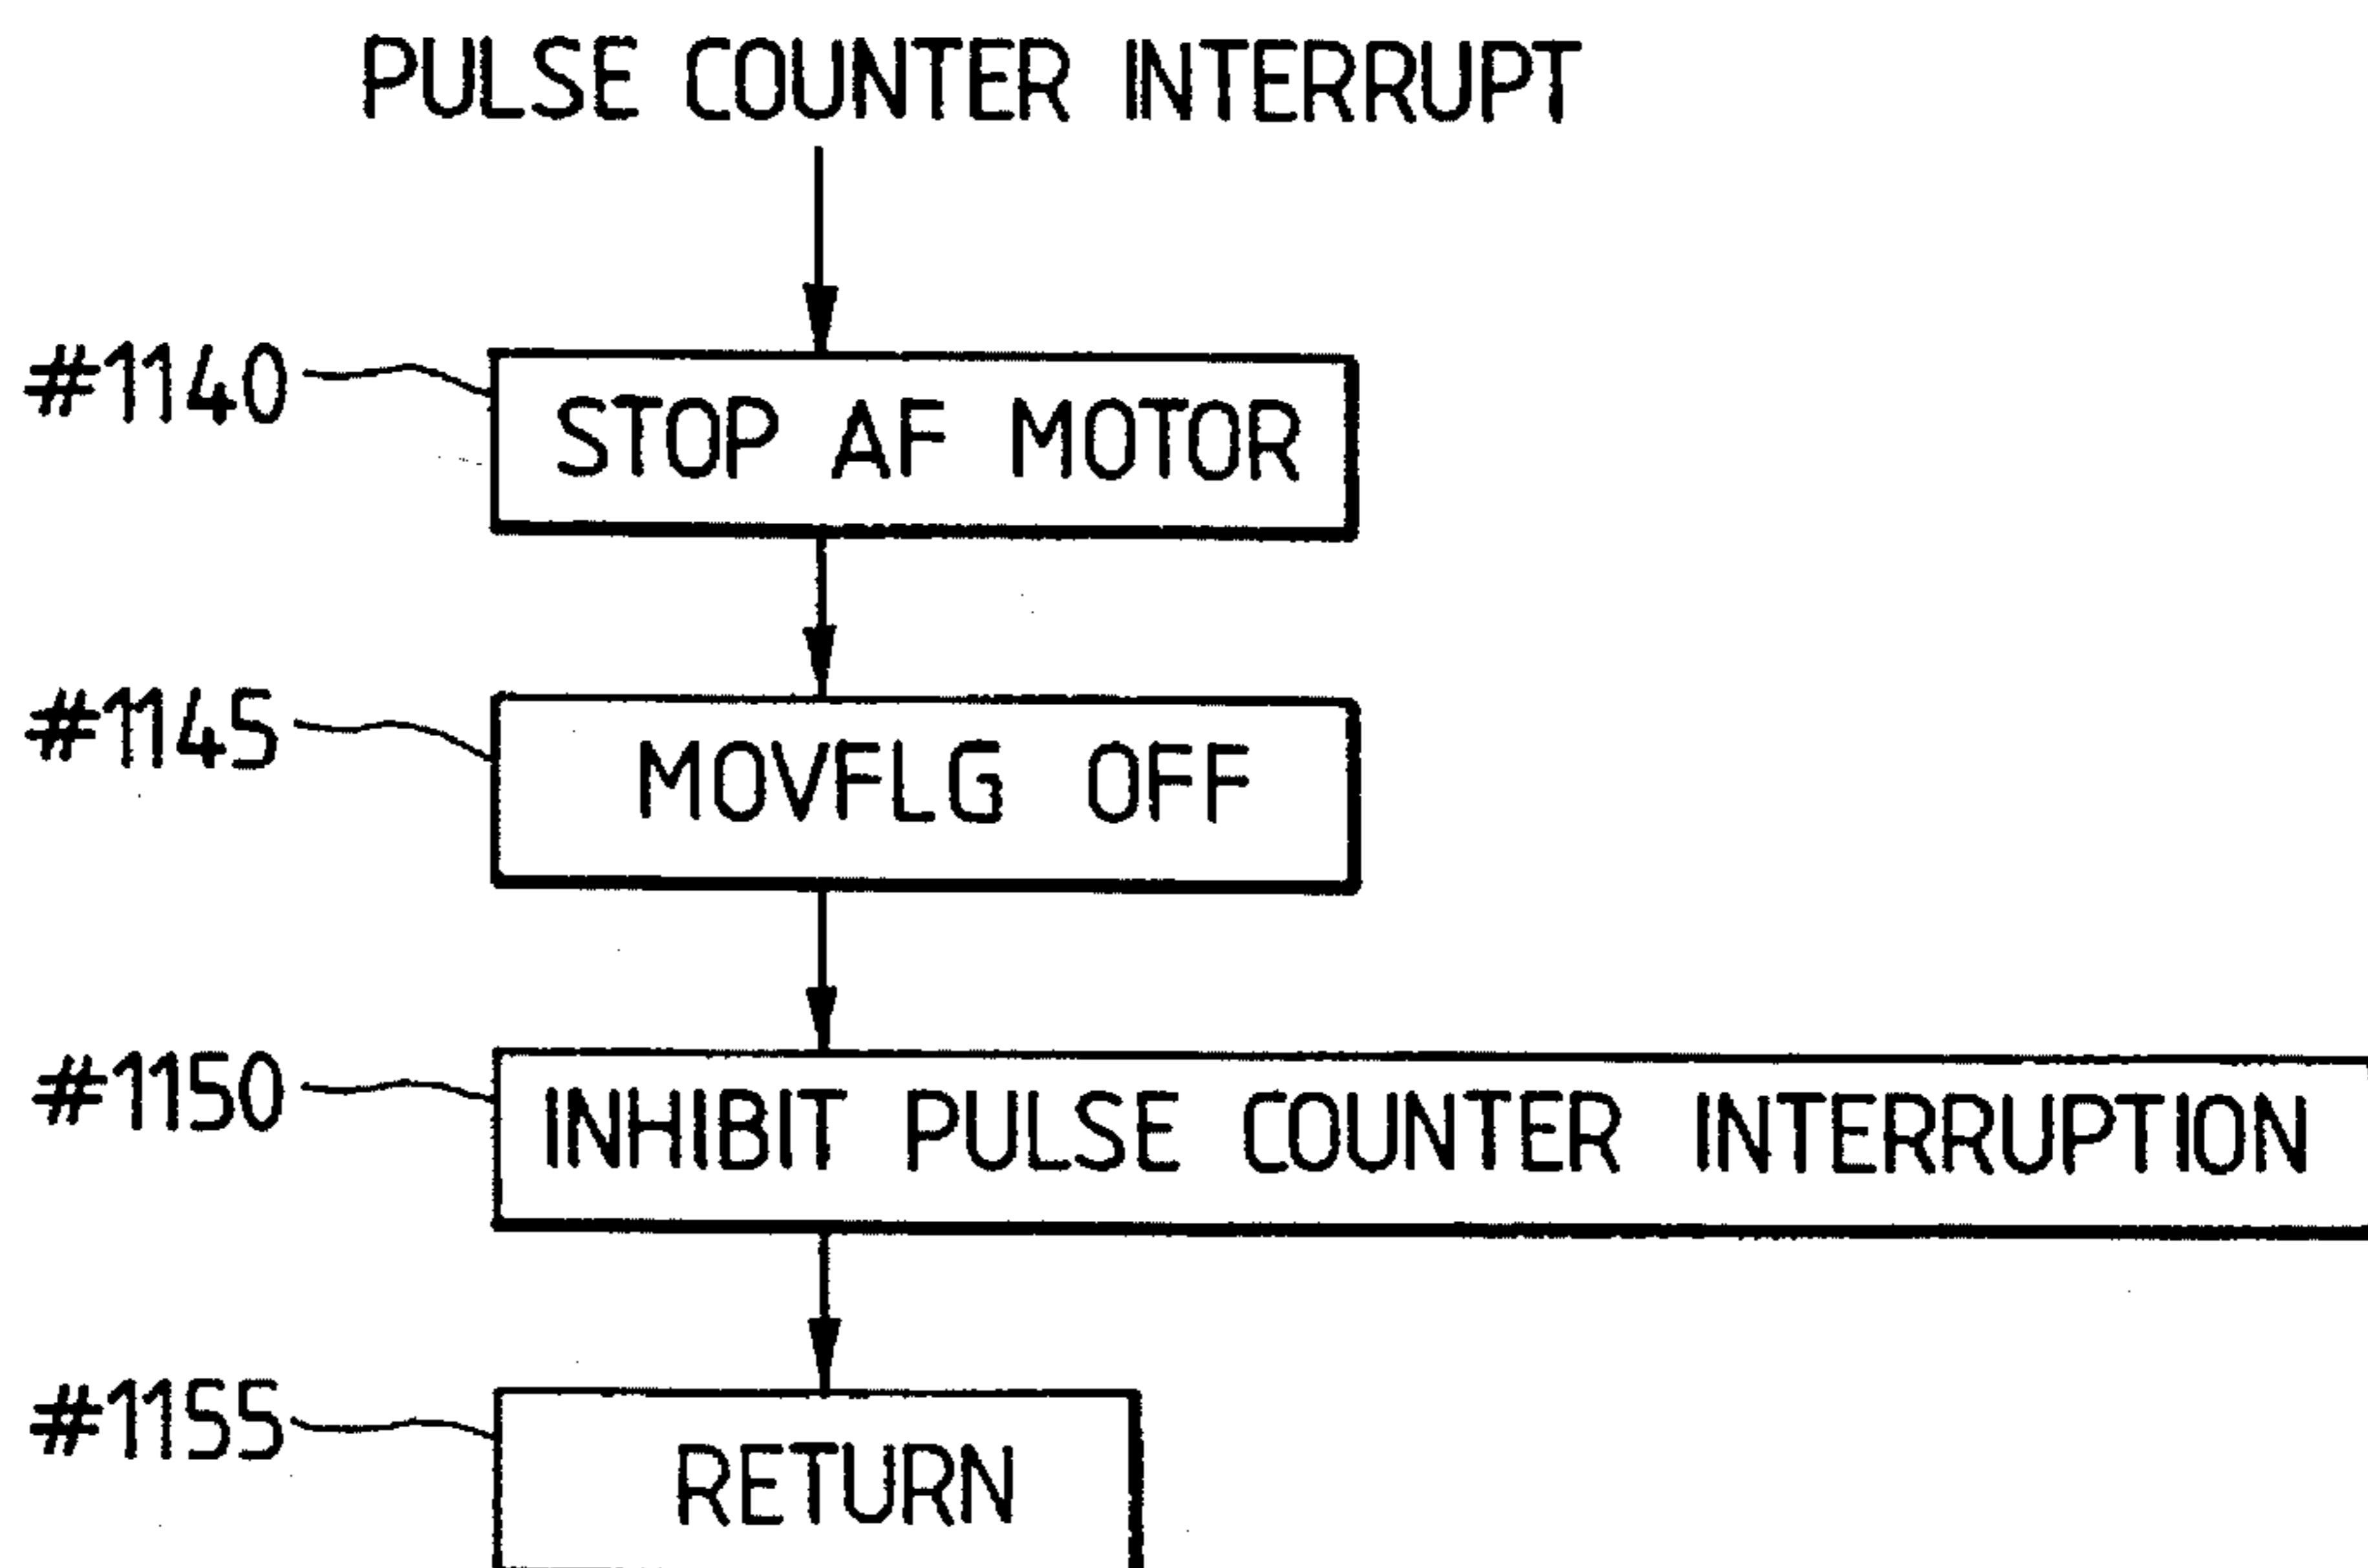 PULSE COUNTER INTERRUPT
#1140
STOP AF MOTOR
#1145
MOVFLG OFF
#1150
INHIBIT PULSE COUNTER INTERRUPTION
#1155
RETURN